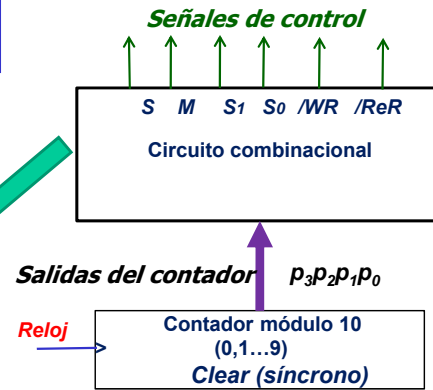 Señales de control
S M S1 S0 /WR /ReR
Circuito combinacional
Salidas del contador p3p2p1p0
Reloj
Contador módulo 10
(0,1...9)
Clear (síncrono)